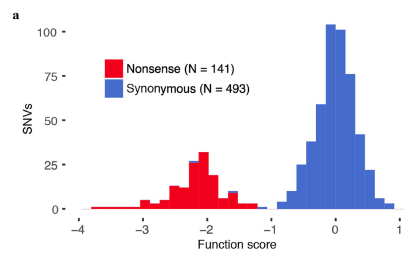 a
100
75
50
25
0
SNVs
Nonsense (N = 141)
Synonymous (N = 493)
−4 −3 −2 −1 0 1
Function score